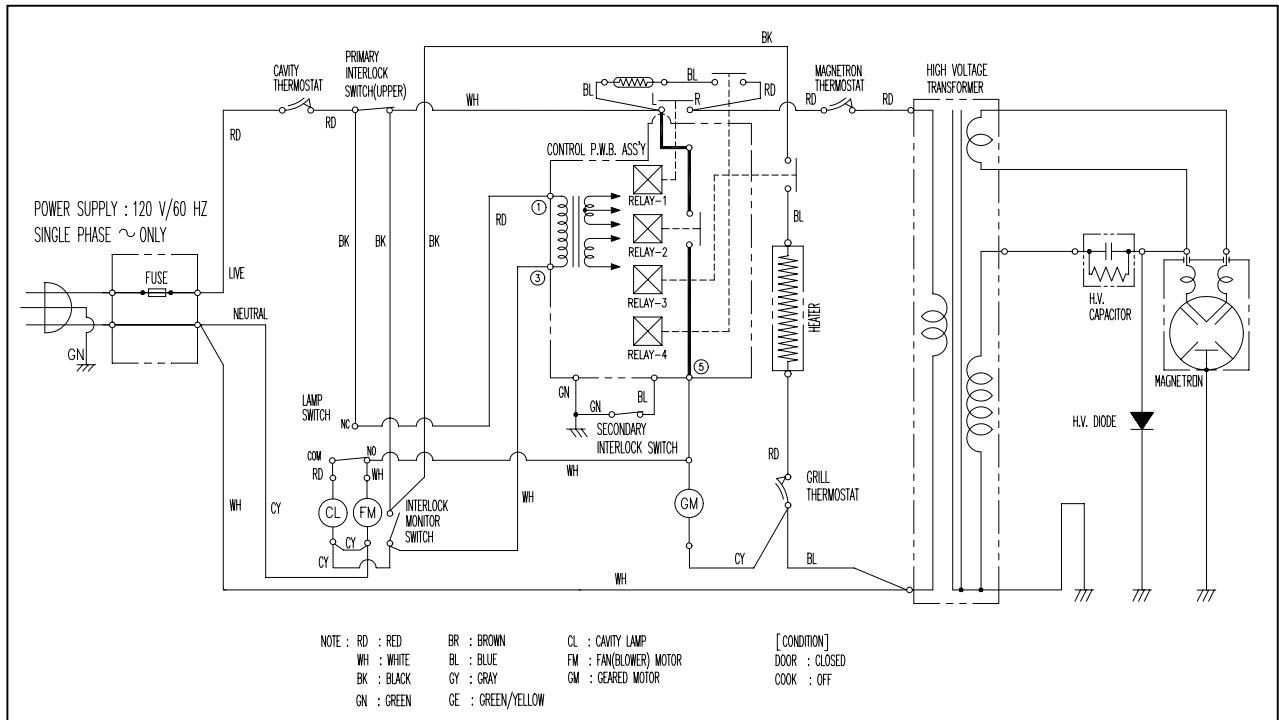 BK
CAVITY
THERMOSTAT
PRIMARY
INTERLOCK
SWITCH(UPPER)
BL
BL
RD
MAGNETRON
THERMOSTAT
HIGH VOLTAGE
TRANSFORMER
RD
RD
WH
L
R
RD
RD
CONTROL P.W.B. ASS'Y
RELAY-1
RELAY-2
RELAY-3
RELAY-4
①
③
⑤
POWER SUPPLY : 120 V/60 HZ
SINGLE PHASE ~ ONLY
FUSE
LIVE
NEUTRAL
GN
BK
BK
BK
RD
BL
HEATER
H.V.
CAPACITOR
MAGNETRON
H.V. DIODE
LAMP
SWITCH
NC
GN
GN
BL
SECONDARY
INTERLOCK SWITCH
COM
NO
RD
WH
WH
WH
RD
GRILL
THERMOSTAT
WH
CY
CL
FM
INTERLOCK
MONITOR
SWITCH
GM
CY
CY
CY
BL
WH
NOTE : RD : RED
WH : WHITE
BK : BLACK
GN : GREEN
BR : BROWN
BL : BLUE
GY : GRAY
GE : GREEN/YELLOW
CL : CAVITY LAMP
FM : FAN(BLOWER) MOTOR
GM : GEARED MOTOR
[CONDITION]
DOOR : CLOSED
COOK : OFF